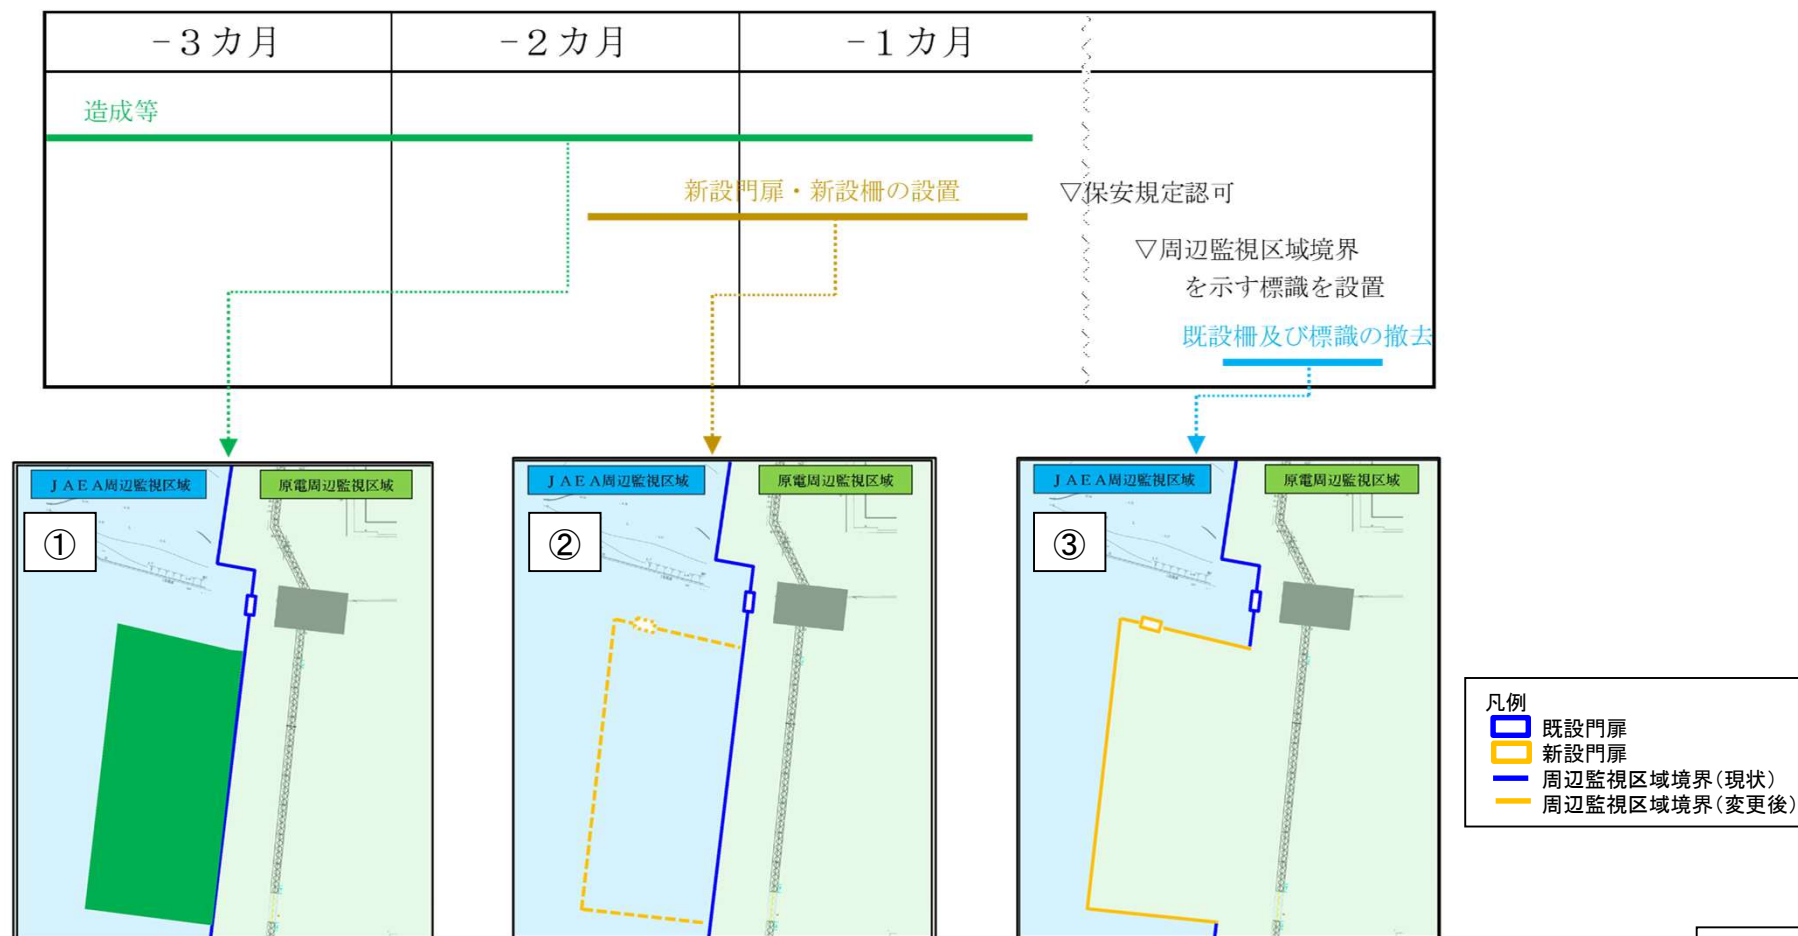 −3カ月
−2カ月
−1カ月
造成等
新設門扉・新設柵の設置
▽保安規定認可
▽周辺監視区域境界
を示す標識を設置
既設柵及び標識の撤去
JAEA周辺監視区域
原電周辺監視区域
①
JAEA周辺監視区域
原電周辺監視区域
②
JAEA周辺監視区域
原電周辺監視区域
③
凡例
既設門扉
新設門扉
周辺監視区域境界(現状)
周辺監視区域境界(変更後)